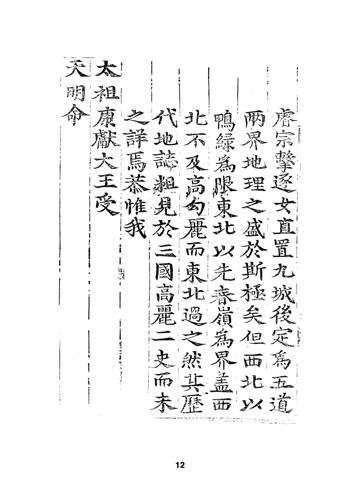 睿宗擊逐女直置九城後定為五道
兩界地理之盛於斯極矣但西北以
鴨綠為限東北以先春嶺為界盖西
北不及高勾麗而東北過之然其歷
代地誌粗見於三國高麗二史而未
之詳焉恭惟我
太祖康獻大王受
天明命
12